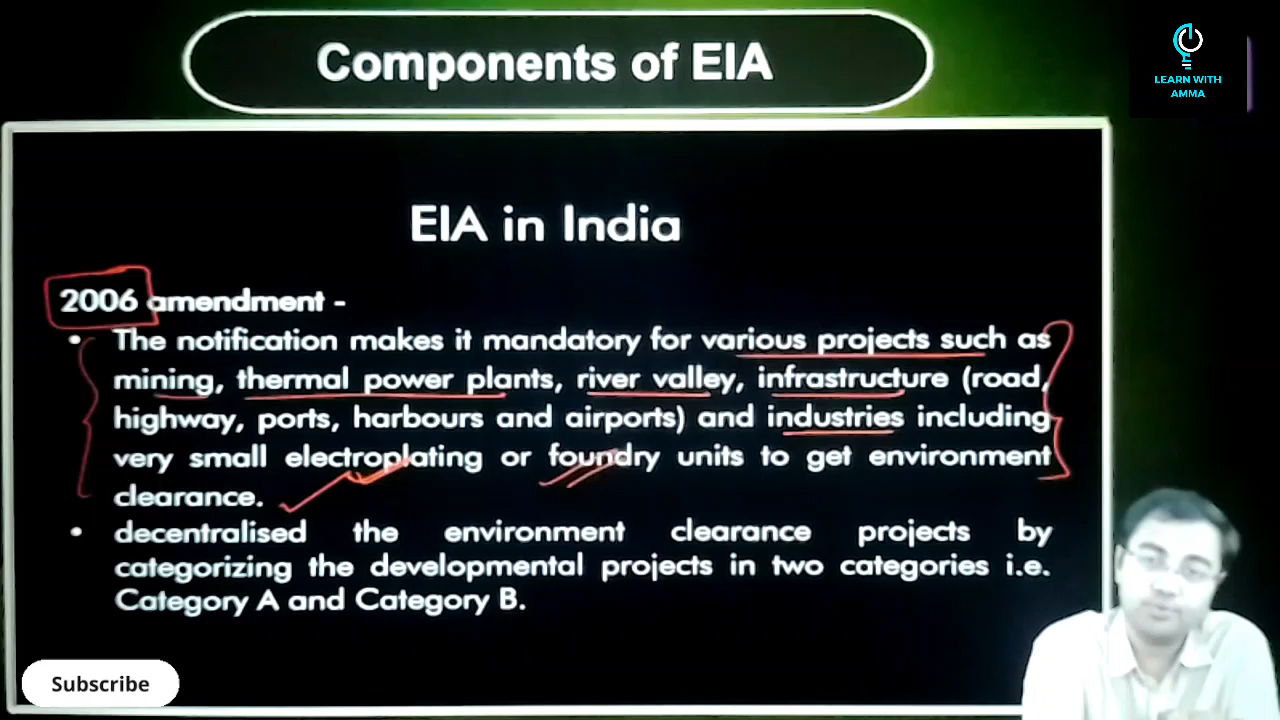 Components of EIA
LEARN WITH
AMMA
EIA in India
2006 amendment -
• The notification makes it mandatory for various projects such as
mining, thermal power plants, river valley, infrastructure (road,
highway, ports, harbours and airports) and industries including
very small electroplating or foundry units to get environment
clearance.
• decentralised the environment clearance projects by
categorizing the developmental projects in two categories i.e.
Category A and Category B.
Subscribe